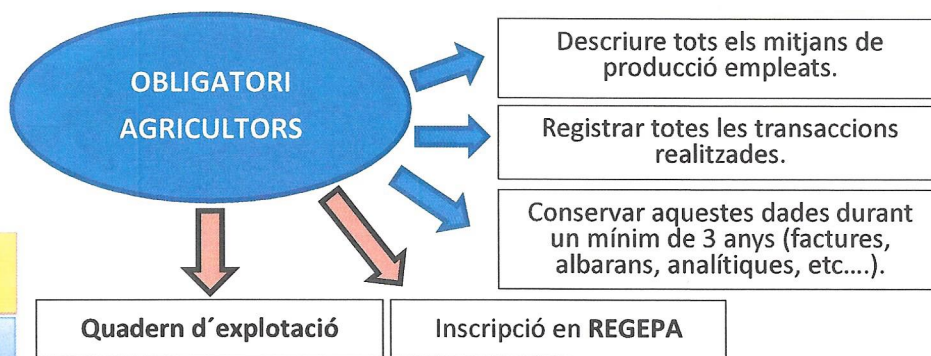 OBLIGATORI
AGRICULTORS
Descriure tots els mitjans de
producció empleats.
Registrar totes les transaccions
realitzades.
Conservar aquestes dades durant
un mínim de 3 anys (factures,
albarans, analítiques, etc....).
Quadern d´explotació
Inscripció en REGEPA